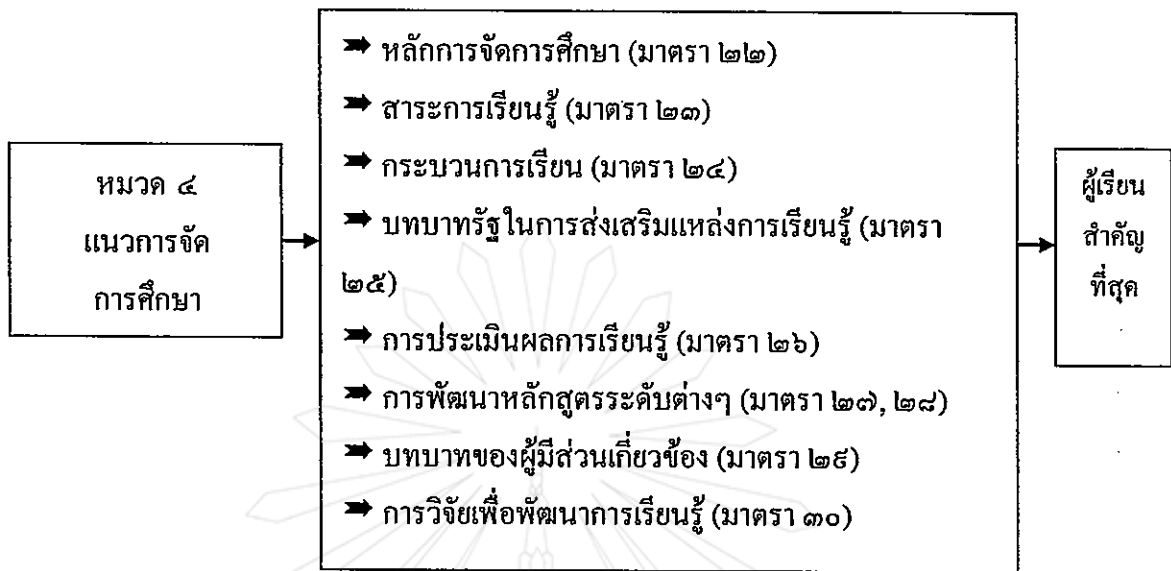 หมวด ๔
แนวการจัด
การศึกษา
➽ หลักการจัดการศึกษา (มาตรา ๒๒)
➽ สาระการเรียนรู้ (มาตรา ๒๓)
➽ กระบวนการเรียน (มาตรา ๒๔)
➽ บทบาทรัฐในการส่งเสริมแหล่งการเรียนรู้ (มาตรา
๒๕)
➽ การประเมินผลการเรียนรู้ (มาตรา ๒๖)
➽ การพัฒนาหลักสูตรระดับต่างๆ (มาตรา ๒๗, ๒๘)
➽ บทบาทของผู้มีส่วนเกี่ยวข้อง (มาตรา ๒๙)
➽ การวิจัยเพื่อพัฒนาการเรียนรู้ (มาตรา ๓๐)
ผู้เรียน
สำคัญ
ที่สุด